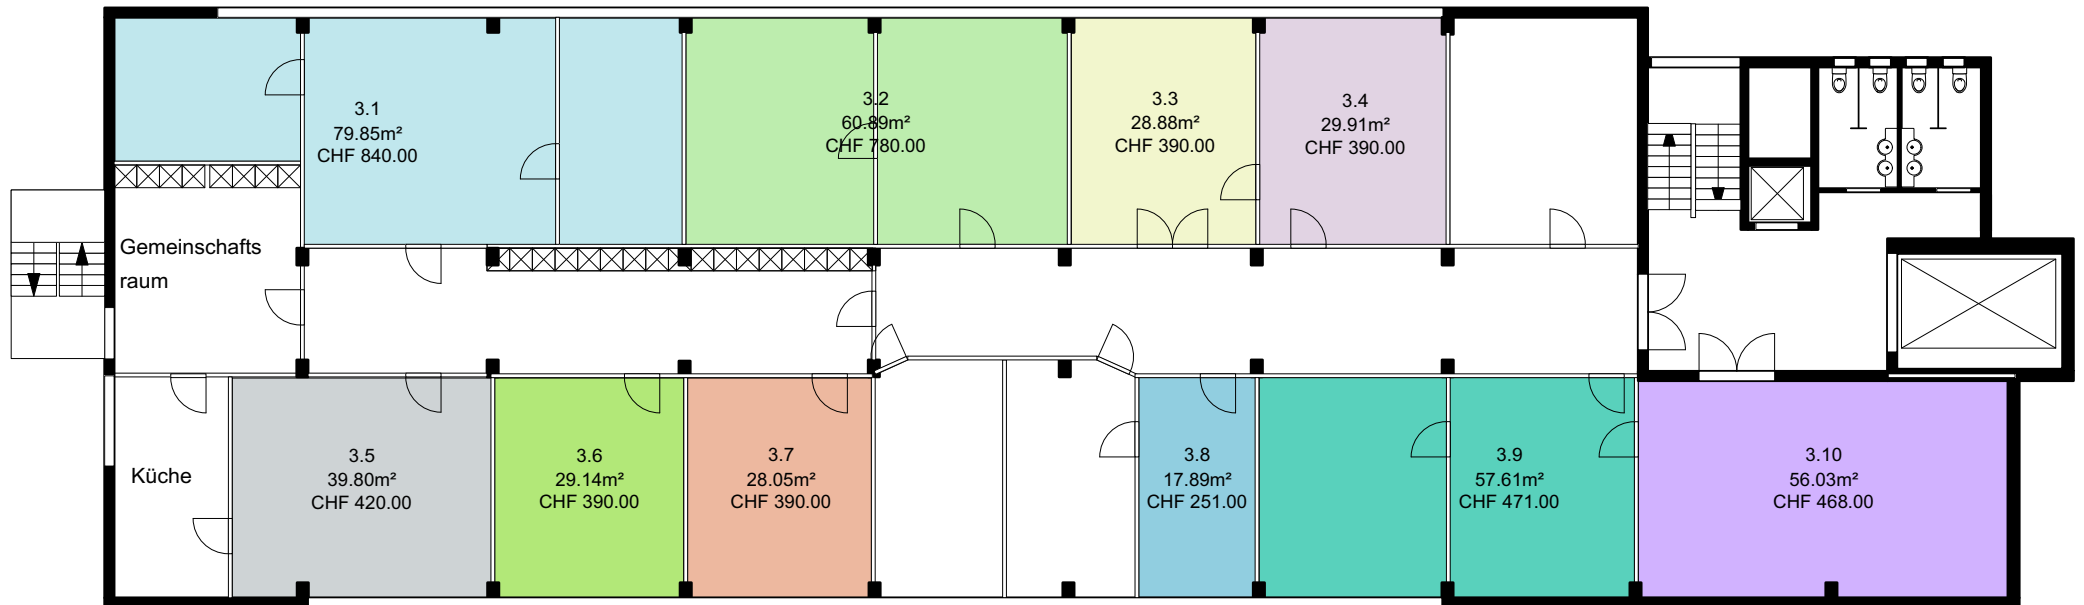 3.1
79.85m²
CHF 840.00
3.2
60.89m²
CHF 780.00
3.3
28.88m²
CHF 390.00
3.4
29.91m²
CHF 390.00
Gemeinschafts
raum
Küche
3.5
39.80m²
CHF 420.00
3.6
29.14m²
CHF 390.00
3.7
28.05m²
CHF 390.00
3.8
17.89m²
CHF 251.00
3.9
57.61m²
CHF 471.00
3.10
56.03m²
CHF 468.00